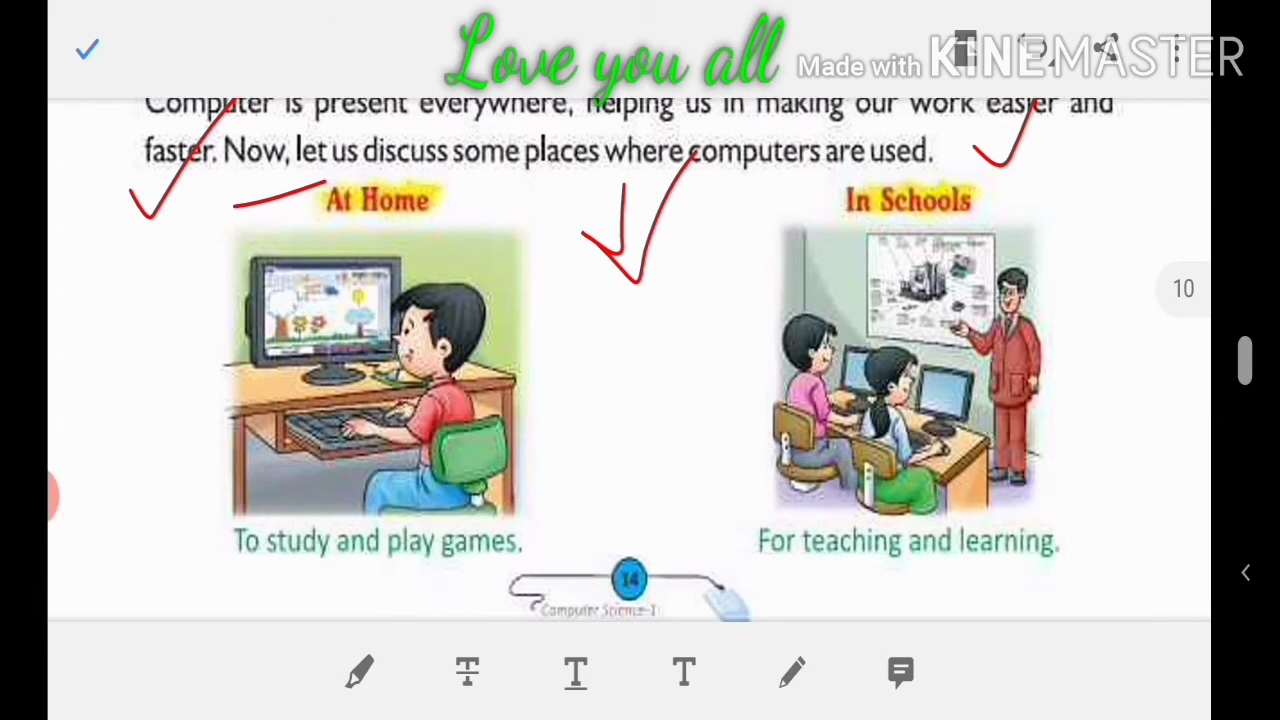 Love you all
Made with KINEMASTER
Computer is present everywhere, helping us in making our work easier and
faster. Now, let us discuss some places where computers are used.
At Home
In Schools
10
To study and play games.
For teaching and learning.
14
Computer Science-1